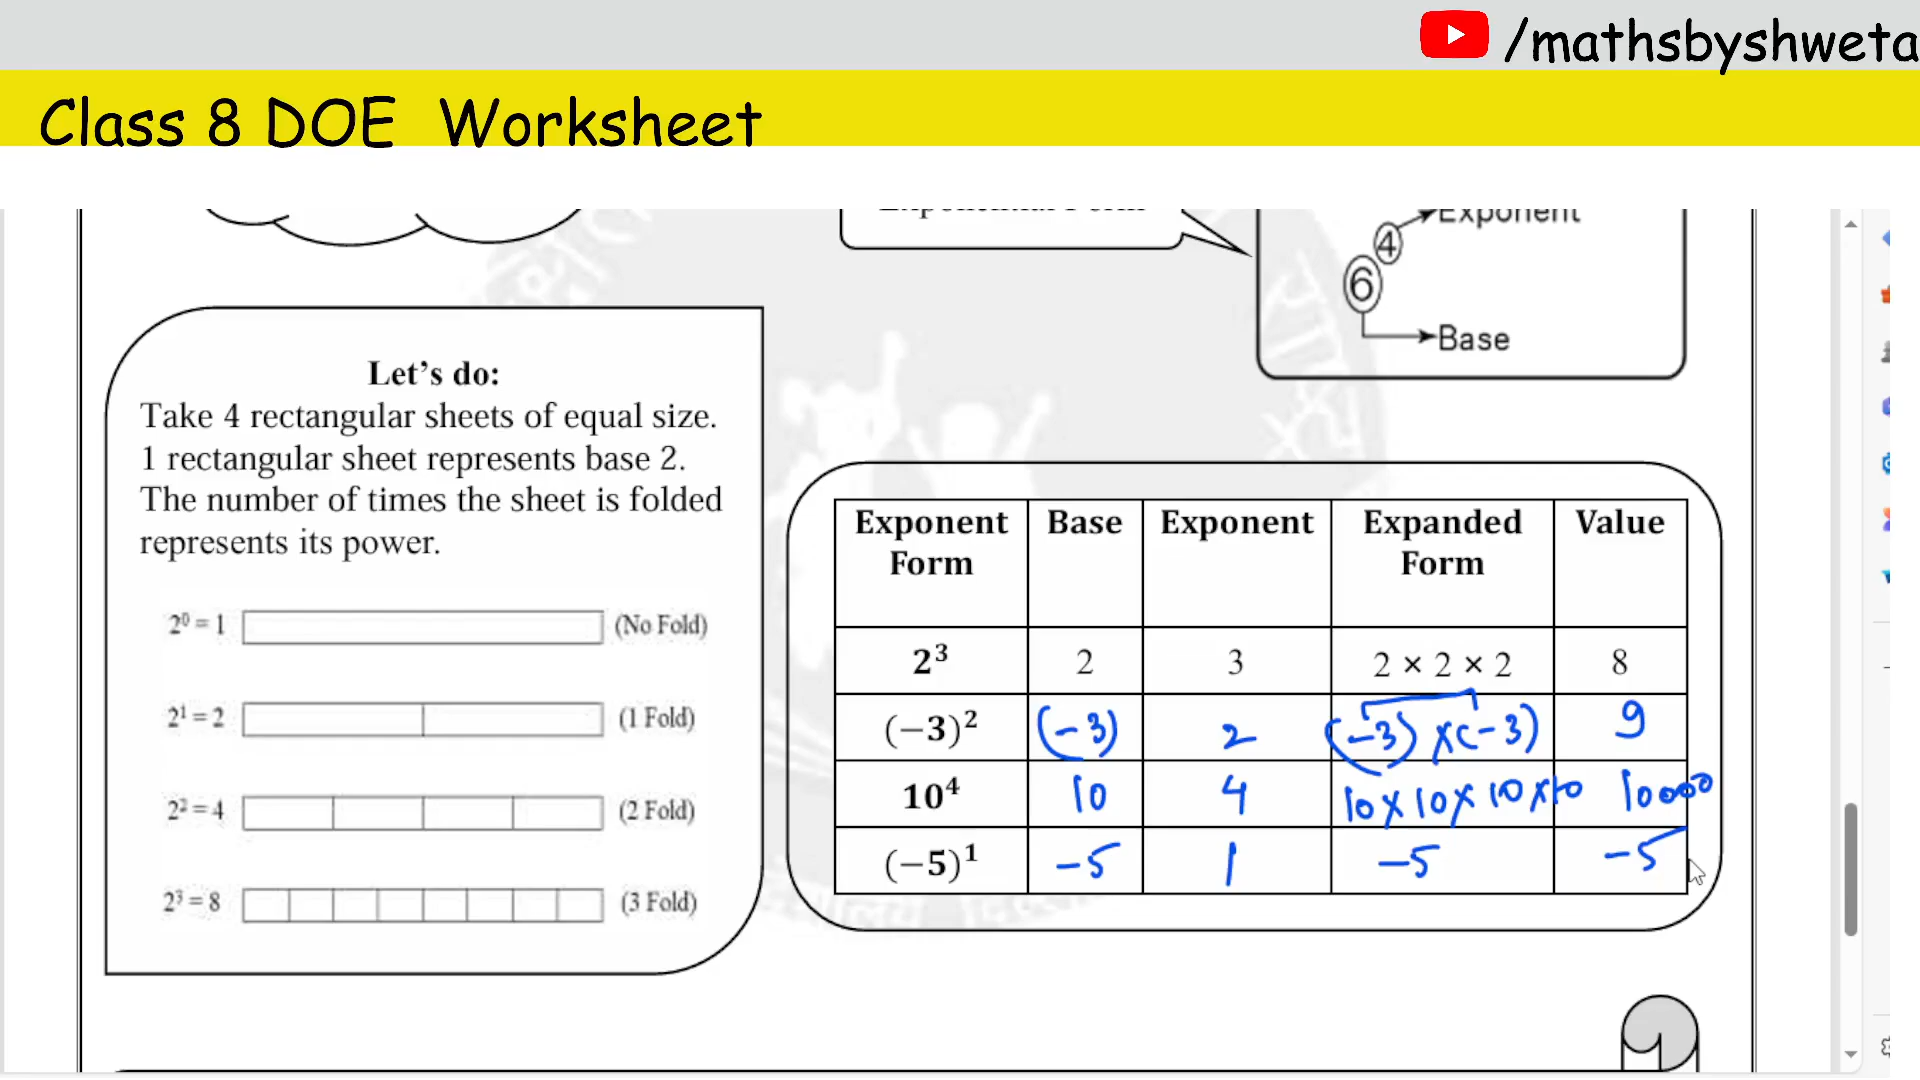 /mathsbyshweta
Class 8 DOE Worksheet
Exponential Form
Exponent
4
6
Base
Let's do:
Take 4 rectangular sheets of equal size.
1 rectangular sheet represents base 2.
The number of times the sheet is folded
represents its power.
2⁰ = 1 (No Fold)
2¹ = 2 (1 Fold)
2² = 4 (2 Fold)
2³ = 8 (3 Fold)
Exponent Form Base Exponent Expanded Form Value
2³ 2 3 2 × 2 × 2 8
(−3)² (-3) 2 (-3) x(-3) 9
10⁴ 10 4 10 x 10 x 10 x 10 10000
(−5)¹ -5 1 -5 -5